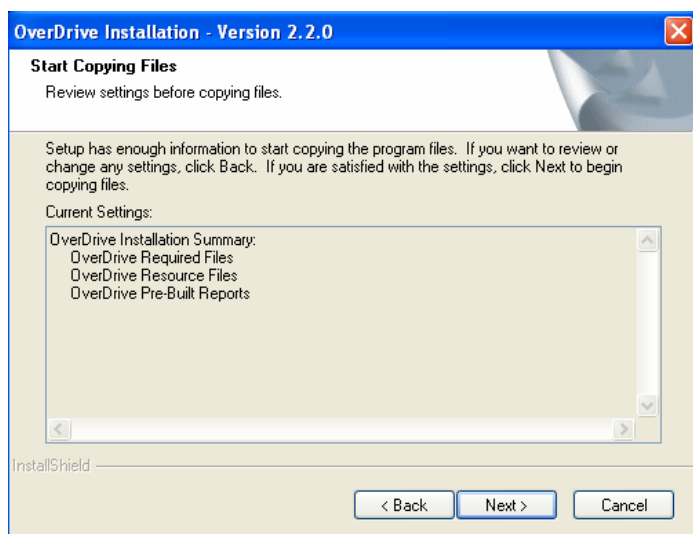 OverDrive Installation - Version 2.2.0
Start Copying Files
Review settings before copying files.
Setup has enough information to start copying the program files. If you want to review or
change any settings, click Back. If you are satisfied with the settings, click Next to begin
copying files.
Current Settings:
OverDrive Installation Summary:
OverDrive Required Files
OverDrive Resource Files
OverDrive Pre-Built Reports
InstallShield
< Back
Next >
Cancel